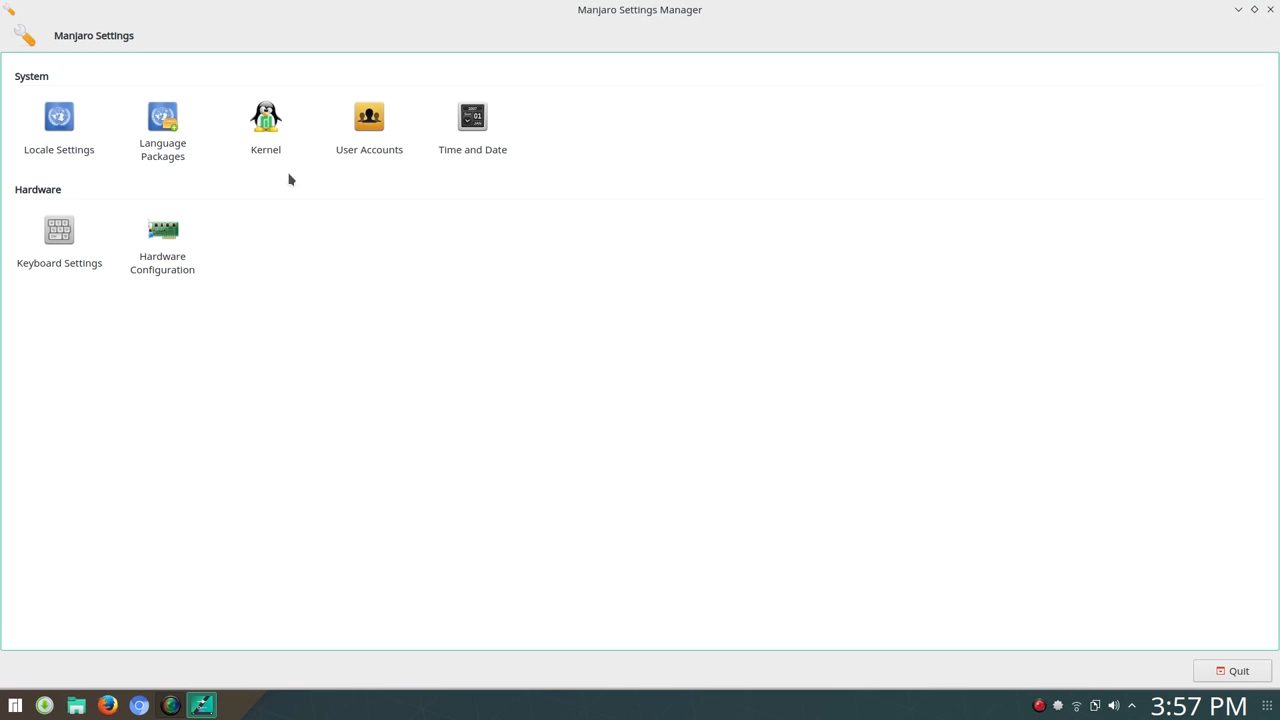 Manjaro Settings Manager
Manjaro Settings
System
Locale Settings
Language
Packages
Kernel
User Accounts
Time and Date
Hardware
Keyboard Settings
Hardware
Configuration
Quit
3:57 PM